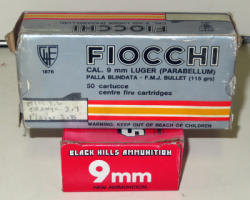 GFL
1876
FIOCCHI
CAL. 9 mm LUGER (PARABELLUM)
PALLA BLINDATA - F.M.J. BULLET (115 grs)
50 cartucce
centre fire cartridges
WARNING: KEEP OUT OF REACH OF CHILDREN
BLACK HILLS AMMUNITION
9mm
NEW AMMUNITION